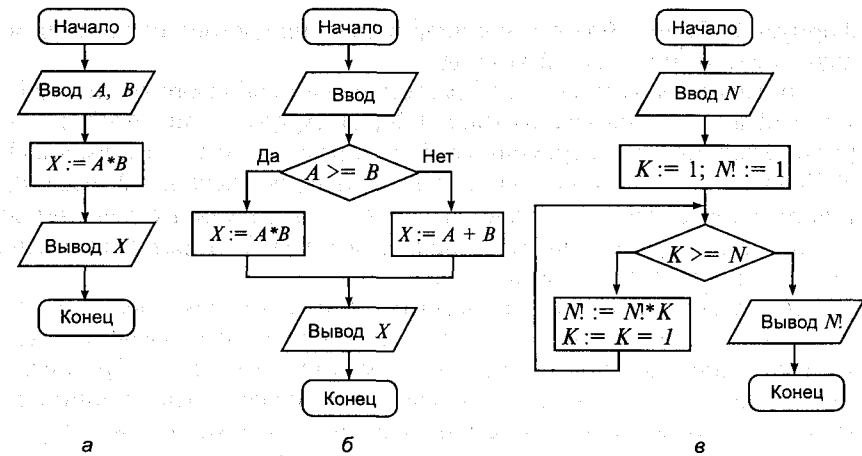 Начало
Ввод A, B
X := A*B
Вывод X
Конец
а
Начало
Ввод
Да
A >= B
Нет
X := A*B
X := A + B
Вывод X
Конец
б
Начало
Ввод N
K := 1; N! := 1
K >= N
N! := N!*K
K := K = 1
Вывод N!
Конец
в